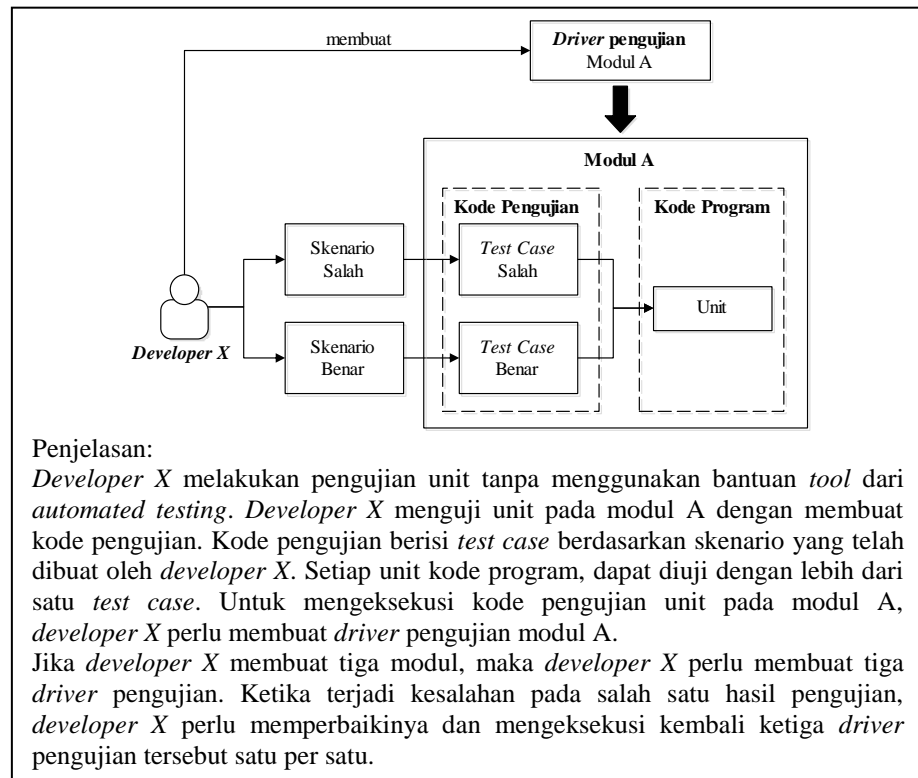 membuat
Driver pengujian
Modul A
Modul A
Kode Pengujian
Kode Program
Skenario
Salah
Test Case
Salah
Unit
Developer X
Skenario
Benar
Test Case
Benar
Penjelasan:
Developer X melakukan pengujian unit tanpa menggunakan bantuan tool dari
automated testing. Developer X menguji unit pada modul A dengan membuat
kode pengujian. Kode pengujian berisi test case berdasarkan skenario yang telah
dibuat oleh developer X. Setiap unit kode program, dapat diuji dengan lebih dari
satu test case. Untuk mengeksekusi kode pengujian unit pada modul A,
developer X perlu membuat driver pengujian modul A.
Jika developer X membuat tiga modul, maka developer X perlu membuat tiga
driver pengujian. Ketika terjadi kesalahan pada salah satu hasil pengujian,
developer X perlu memperbaikinya dan mengeksekusi kembali ketiga driver
pengujian tersebut satu per satu.